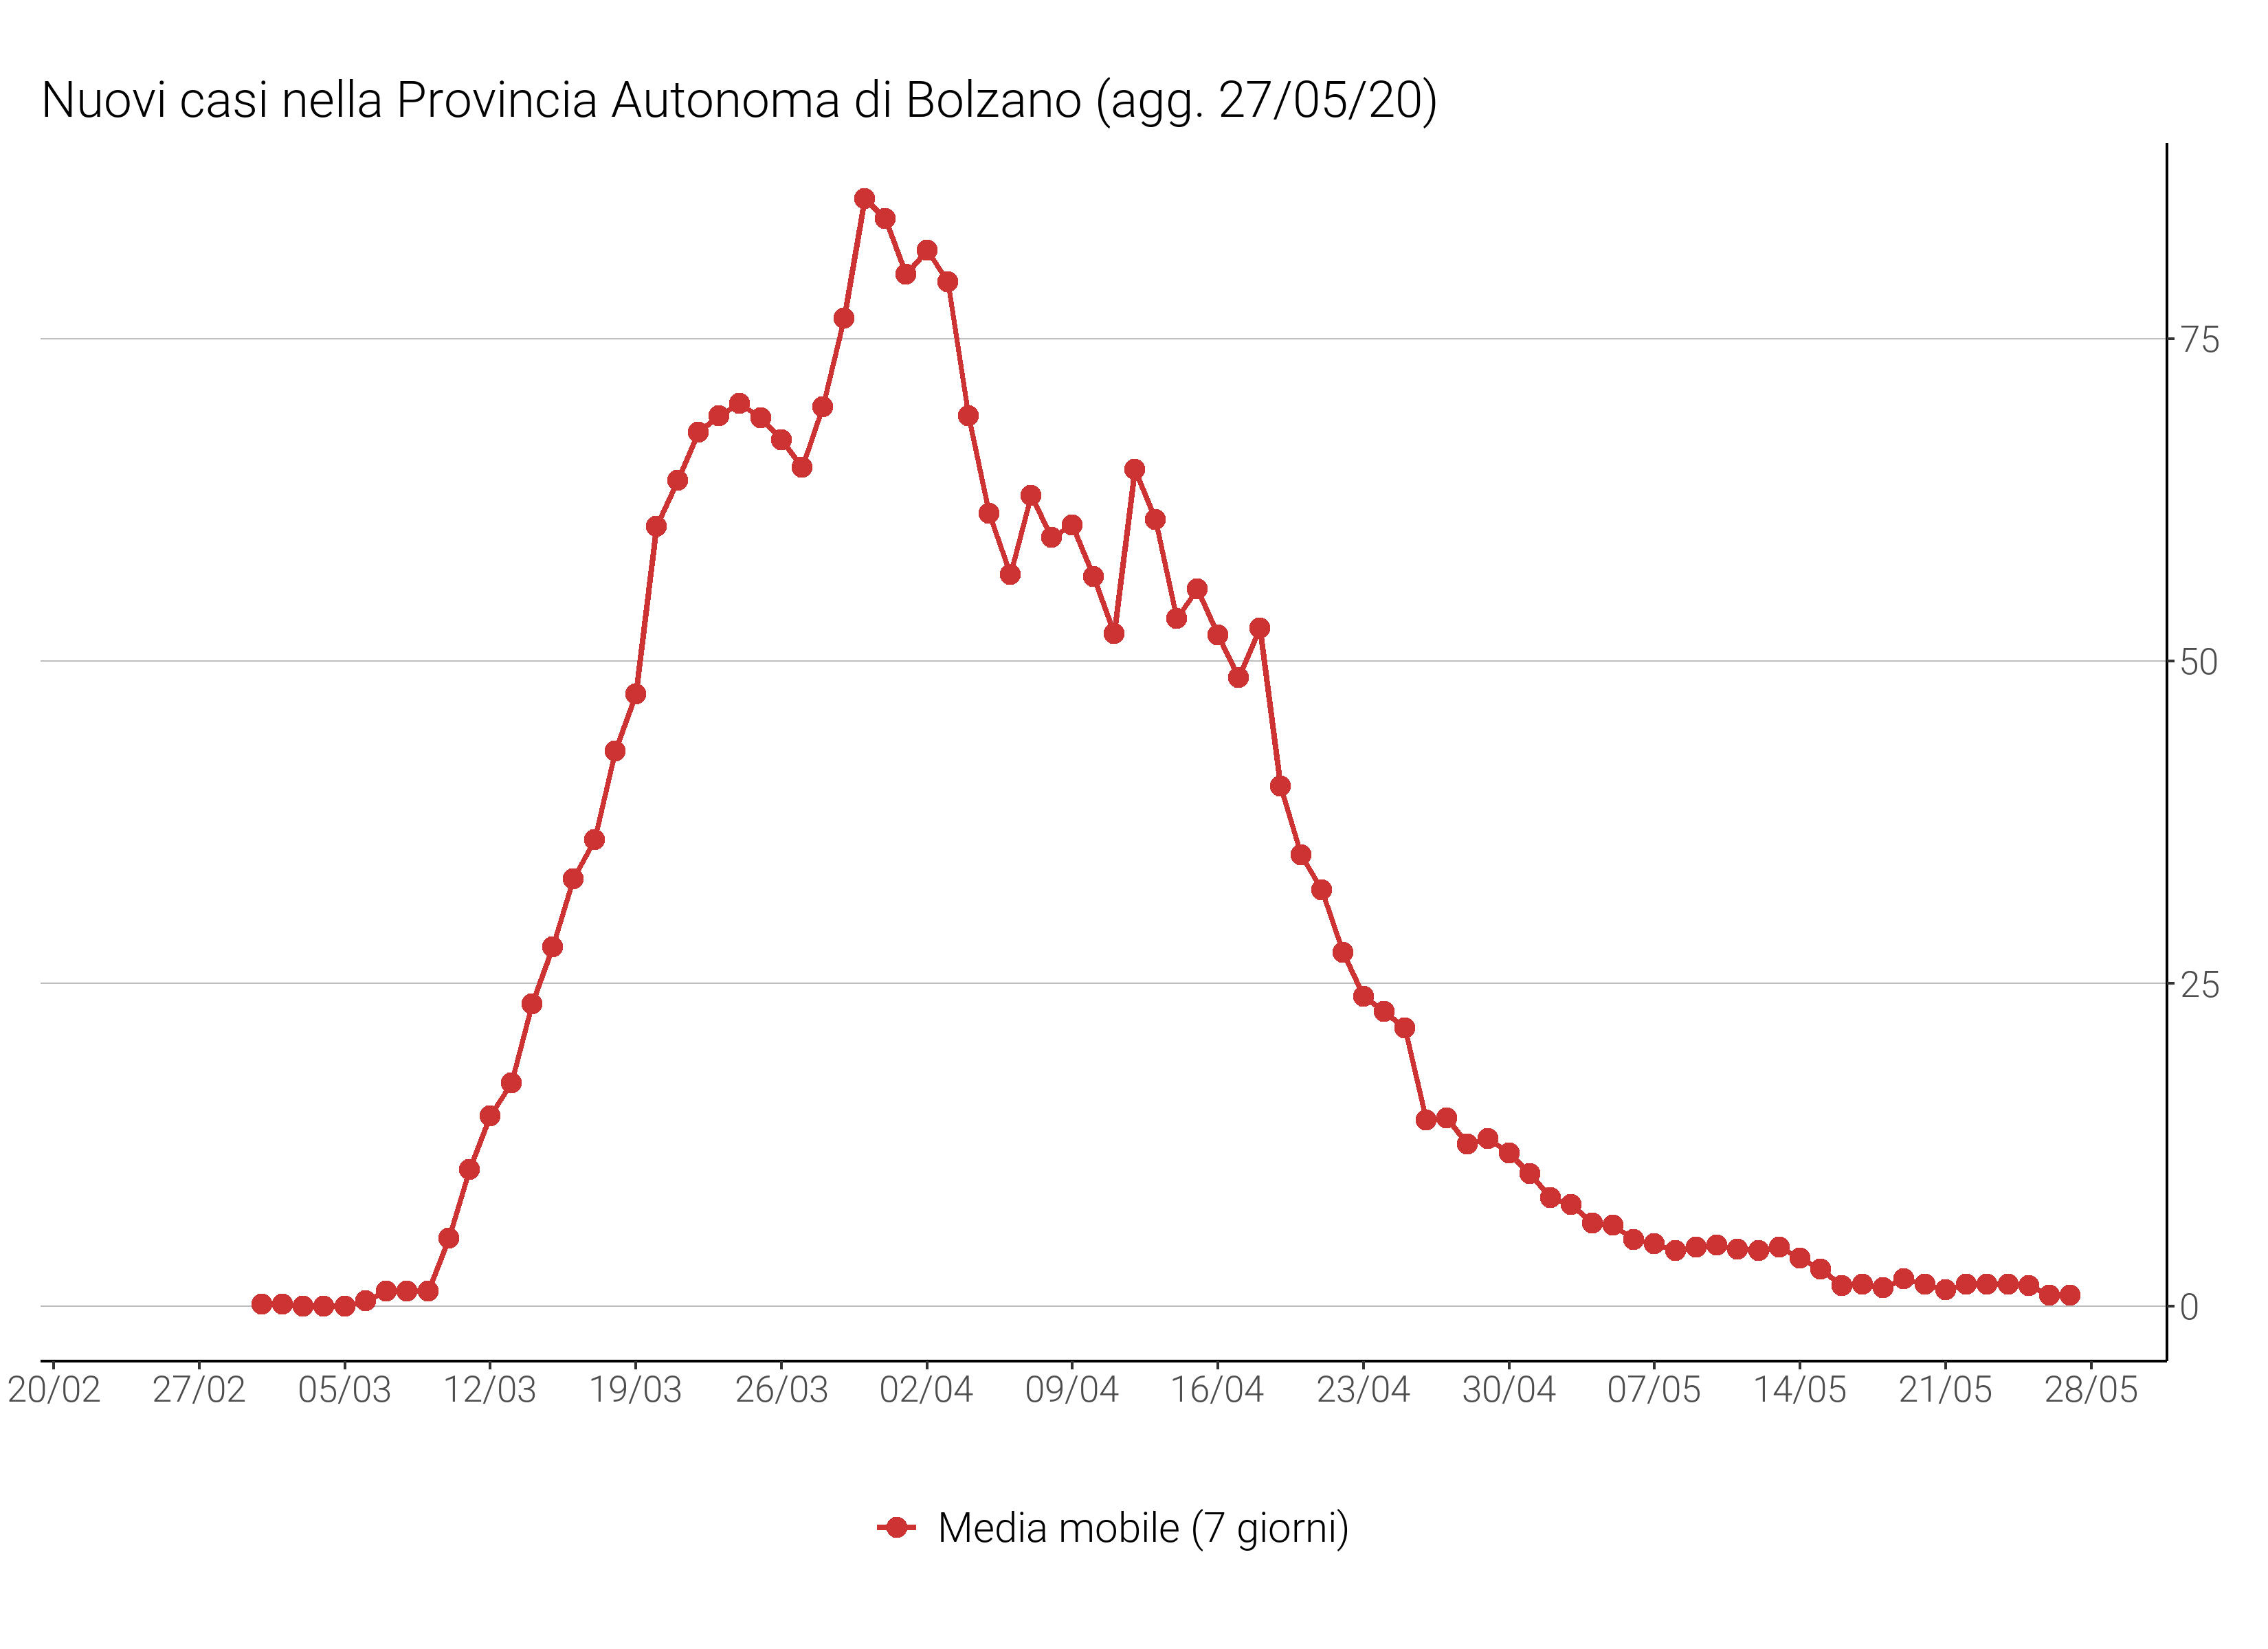 Nuovi casi nella Provincia Autonoma di Bolzano (agg. 27/05/20)
75
50
25
0
20/02 27/02 05/03 12/03 19/03 26/03 02/04 09/04 16/04 23/04 30/04 07/05 14/05 21/05 28/05
Media mobile (7 giorni)